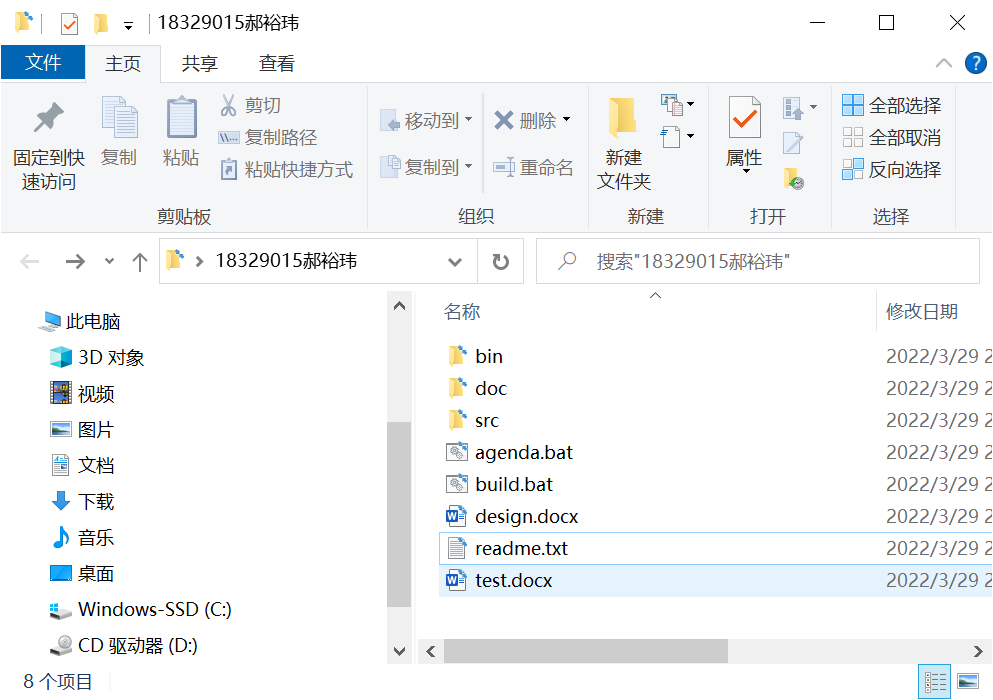 18329015郝裕玮
文件 主页 共享 查看
固定到快速访问
复制
粘贴
剪切
复制路径
粘贴快捷方式
剪贴板
移动到
复制到
删除
重命名
组织
新建
文件夹
新建
属性
打开
全部选择
全部取消
反向选择
选择
18329015郝裕玮
搜索"18329015郝裕玮"
此电脑
3D 对象
视频
图片
文档
下载
音乐
桌面
Windows-SSD (C:)
CD 驱动器 (D:)
名称 修改日期
bin 2022/3/29 2
doc 2022/3/29 2
src 2022/3/29 2
agenda.bat 2022/3/29 2
build.bat 2022/3/29 2
design.docx 2022/3/29 2
readme.txt 2022/3/29 2
test.docx 2022/3/29 2
8 个项目